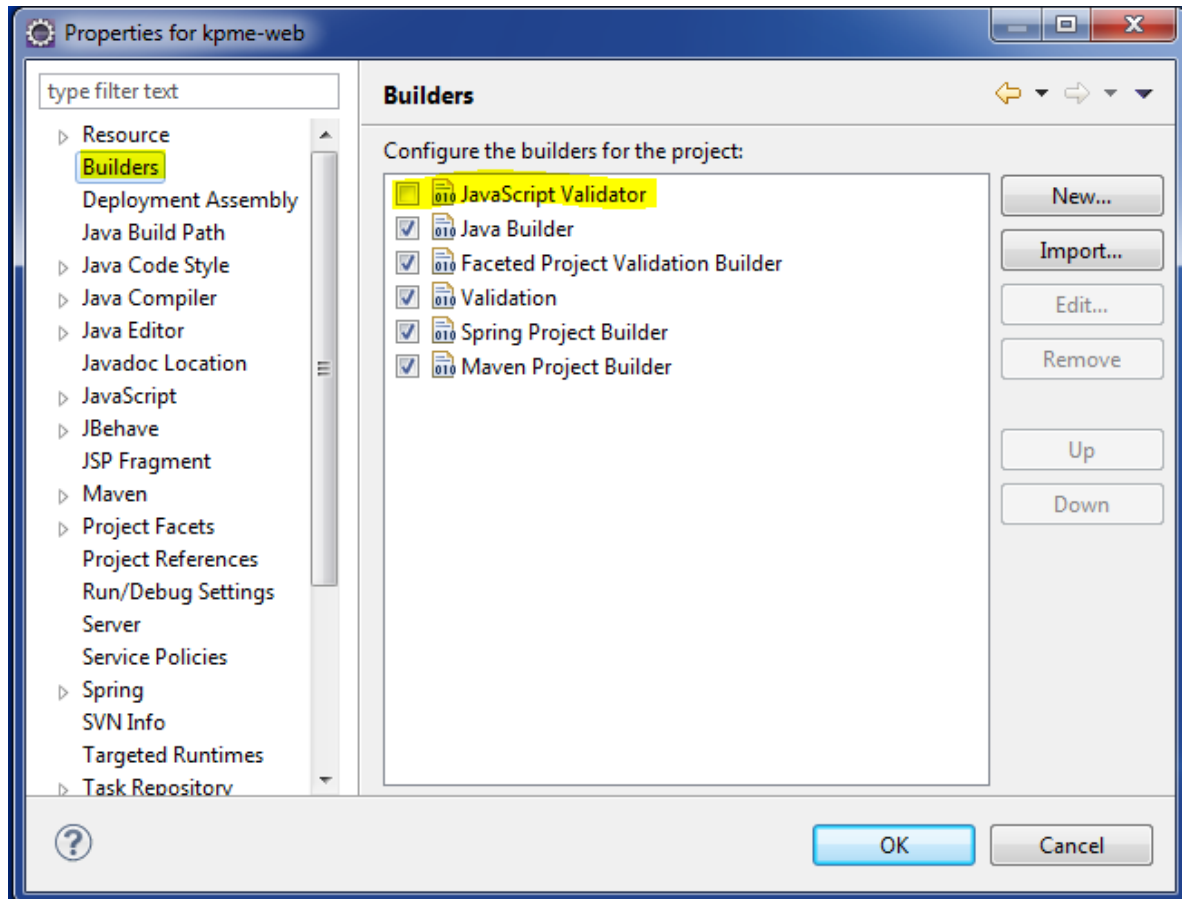 Properties for kpme-web
type filter text
Resource
Builders
Deployment Assembly
Java Build Path
Java Code Style
Java Compiler
Java Editor
Javadoc Location
JavaScript
JBehave
JSP Fragment
Maven
Project Facets
Project References
Run/Debug Settings
Server
Service Policies
Spring
SVN Info
Targeted Runtimes
Task Repository
Builders
Configure the builders for the project:
JavaScript Validator
Java Builder
Faceted Project Validation Builder
Validation
Spring Project Builder
Maven Project Builder
New...
Import...
Edit...
Remove
Up
Down
OK
Cancel